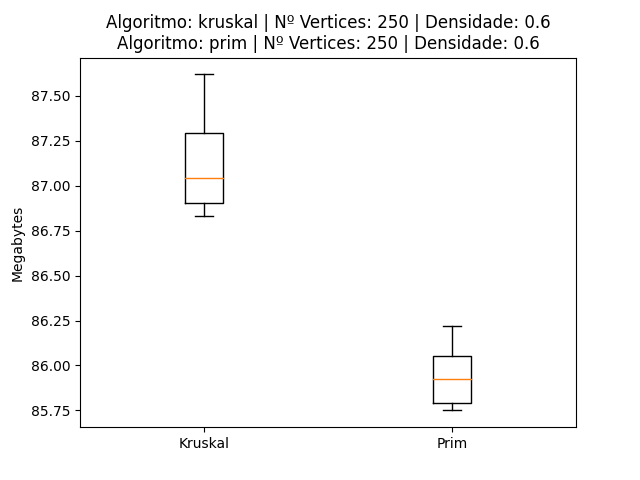 Algoritmo: kruskal | Nº Vertices: 250 | Densidade: 0.6
Algoritmo: prim | Nº Vertices: 250 | Densidade: 0.6
87.50
87.25
87.00
86.75
86.50
86.25
86.00
85.75
Megabytes
Kruskal
Prim